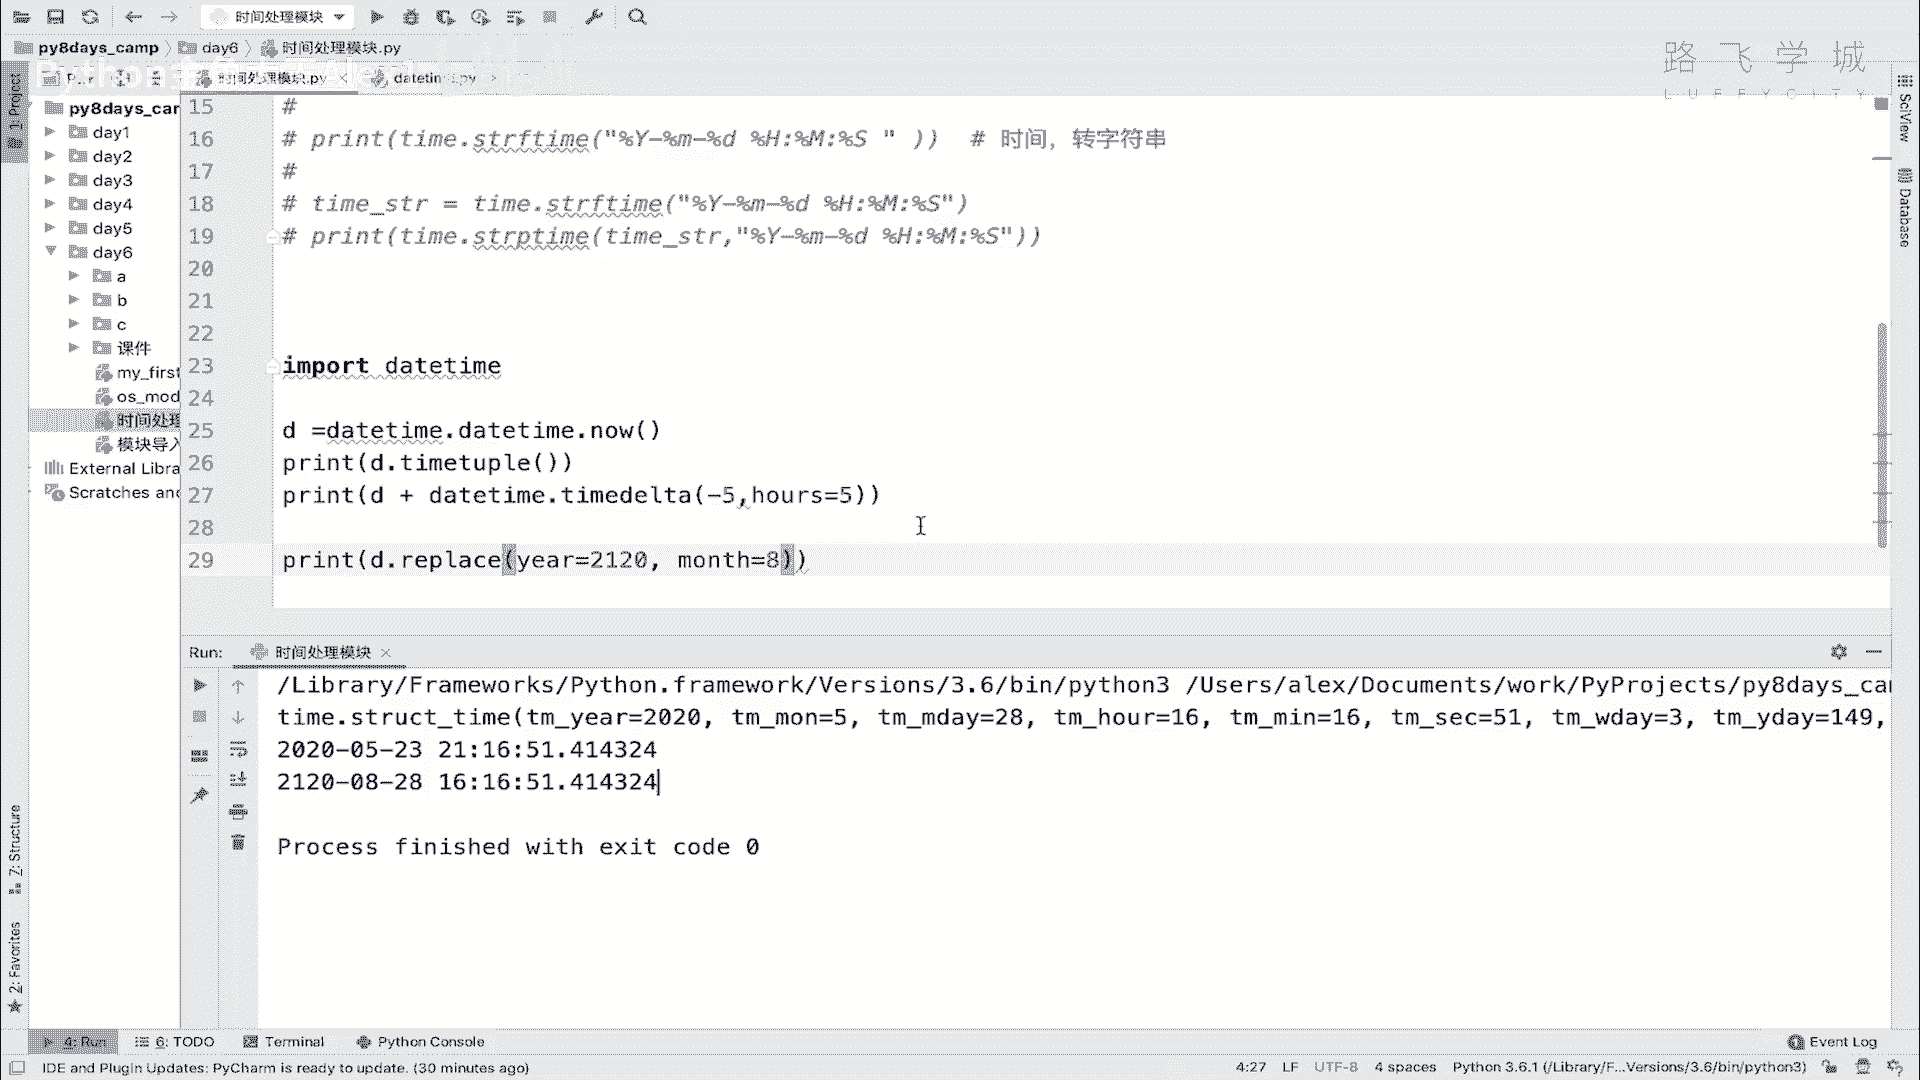 时间处理模块
py8days_camp
day6
时间处理模块.py
路飞学城
LUFFYCITY
时间处理模块.py
1: Project
py8days_car
day1
day2
day3
day4
day5
day6
a
b
c
课件
my_first
os_mod
时间处理
模块导入
External Libra
Scratches and
SciView
Database
15 #
16 # print(time.strftime("%Y-%m-%d %H:%M:%S " ))  # 时间，转字符串
17 #
18 # time_str = time.strftime("%Y-%m-%d %H:%M:%S")
19 # print(time.strptime(time_str,"%Y-%m-%d %H:%M:%S"))
20
21
22
23 import datetime
24
25 d =datetime.datetime.now()
26 print(d.timetuple())
27 print(d + datetime.timedelta(-5,hours=5))
28
29 print(d.replace(year=2120, month=8))
Run: 时间处理模块
/Library/Frameworks/Python.framework/Versions/3.6/bin/python3 /Users/alex/Documents/work/PyProjects/py8days_ca
time.struct_time(tm_year=2020, tm_mon=5, tm_mday=28, tm_hour=16, tm_min=16, tm_sec=51, tm_wday=3, tm_yday=149,
2020-05-23 21:16:51.414324
2120-08-28 16:16:51.414324
Process finished with exit code 0
7: Structure
2: Favorites
4: Run
6: TODO
Terminal
Python Console
Event Log
IDE and Plugin Updates: PyCharm is ready to update. (30 minutes ago)
4:27 LF UTF-8 4 spaces Python 3.6.1 (/Library/F...Versions/3.6/bin/python3)